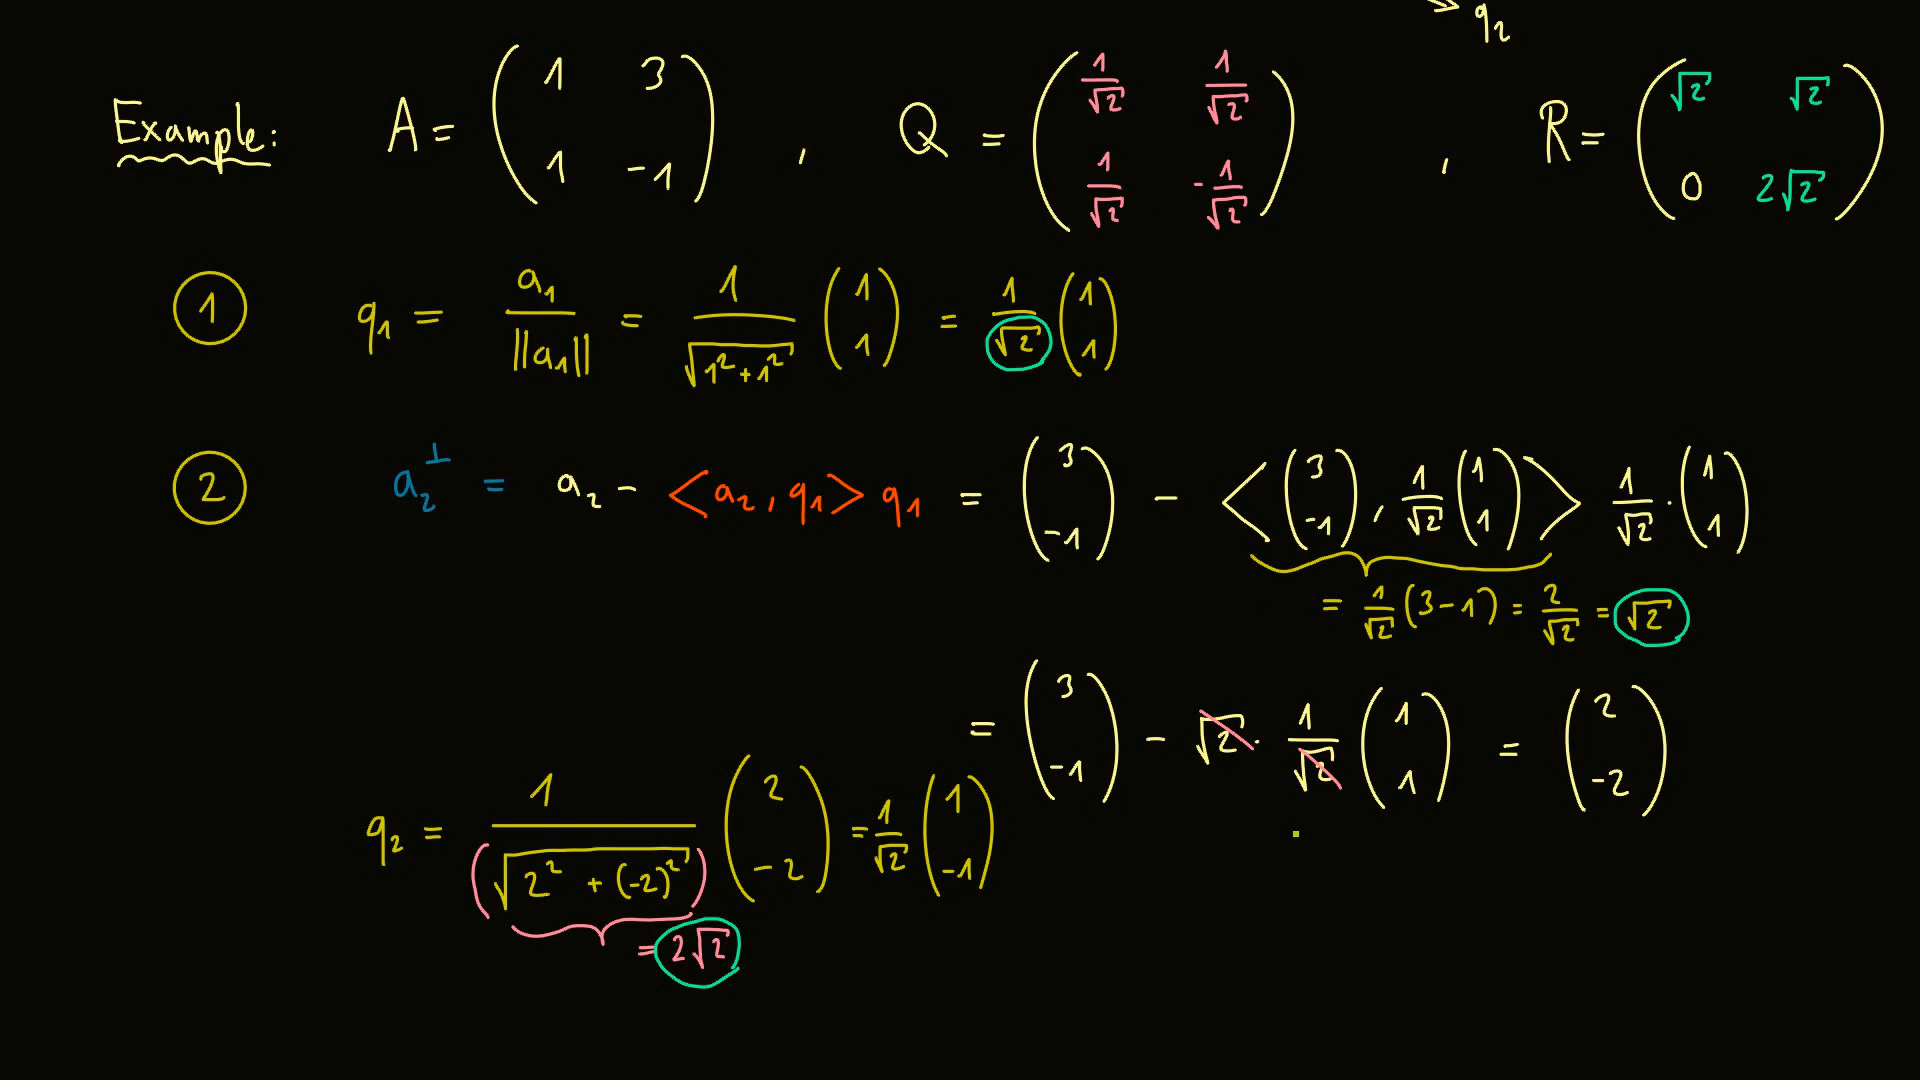 → q₂
Example: A = ( 1 3 ; 1 -1 ) , Q = ( 1/√2 1/√2 ; 1/√2 -1/√2 ) , R = ( √2 √2 ; 0 2√2 )
① q₁ = a₁/||a₁|| = 1/√(1²+1²) (1 ; 1) = 1/√2 (1 ; 1)
② a₂^⊥ = a₂ - <a₂, q₁> q₁ = (3 ; -1) - <(3 ; -1), 1/√2 (1 ; 1)> 1/√2 · (1 ; 1)
= 1/√2 (3-1) = 2/√2 = √2
= (3 ; -1) - √2 · 1/√2 (1 ; 1) = (2 ; -2)
q₂ = 1/(√(2² + (-2)²)) (2 ; -2) = 1/√2 (1 ; -1)
= 2√2